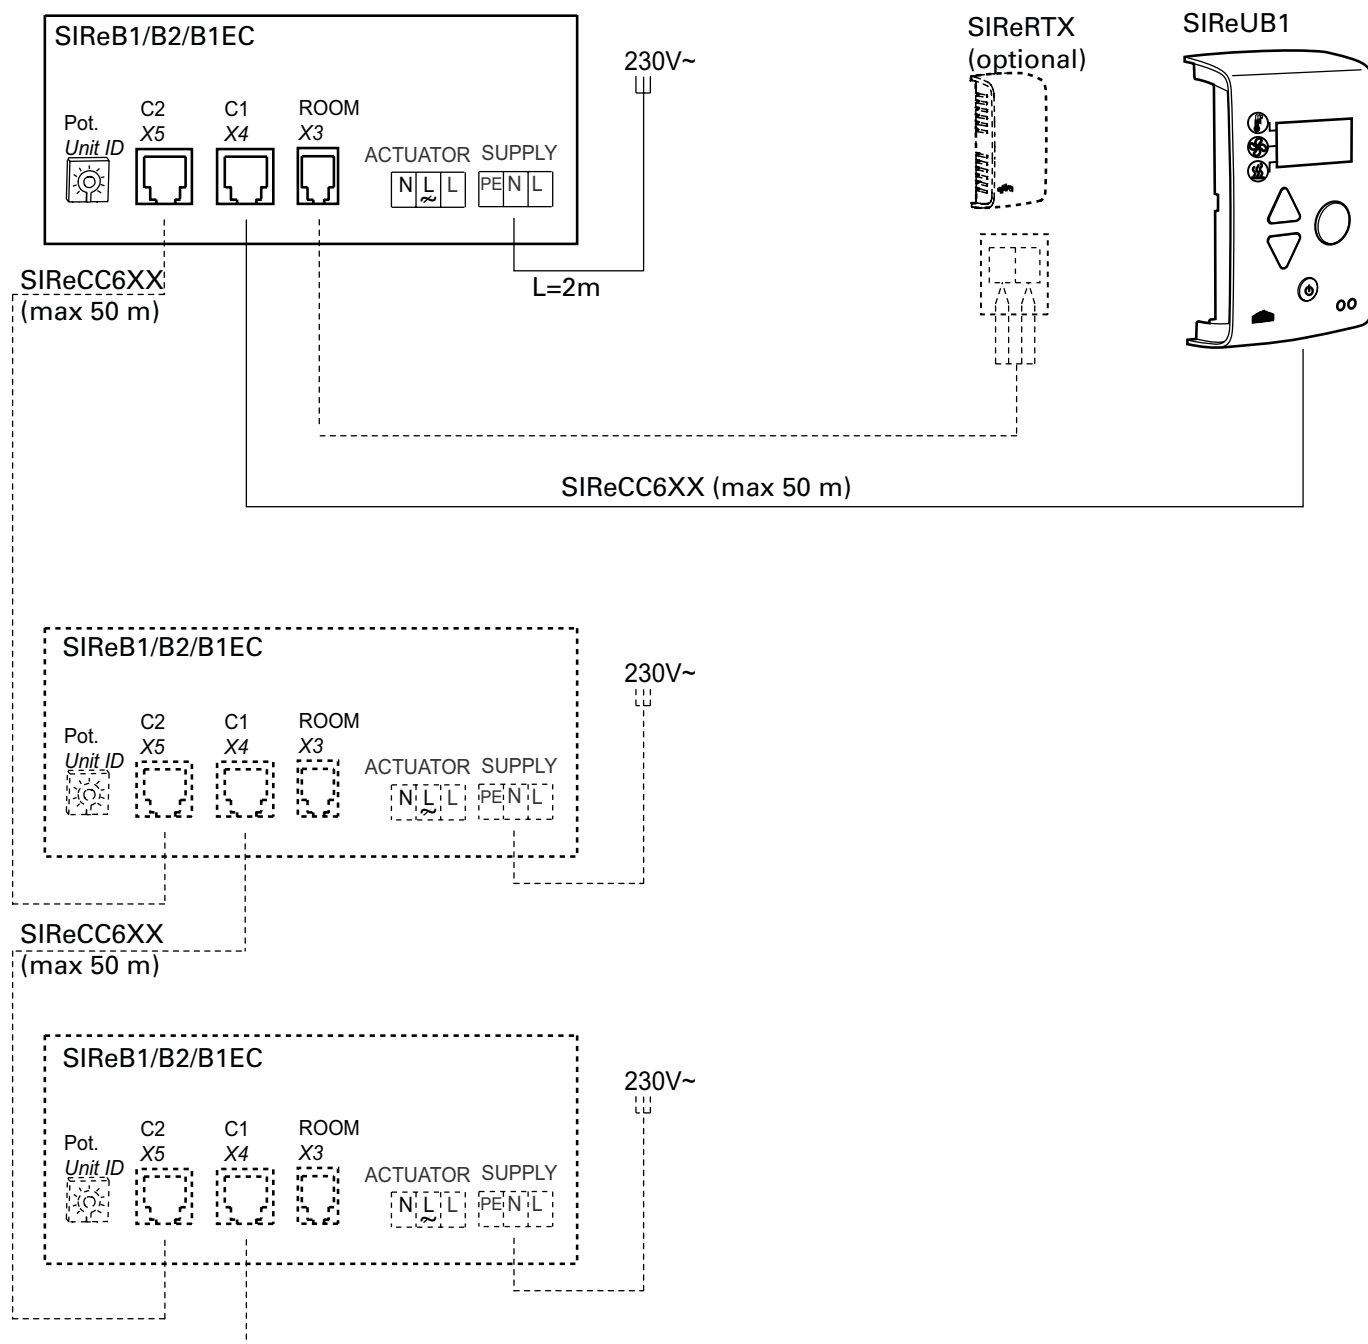 SIReB1/B2/B1EC
230V~
SIReRTX
(optional)
SIReUB1
Pot.
Unit ID
C2
X5
C1
X4
ROOM
X3
ACTUATOR
N L L
~
SUPPLY
PE N L
L=2m
SIReCC6XX
(max 50 m)
SIReCC6XX (max 50 m)
SIReB1/B2/B1EC
230V~
Pot.
Unit ID
C2
X5
C1
X4
ROOM
X3
ACTUATOR
N L L
~
SUPPLY
PE N L
SIReCC6XX
(max 50 m)
SIReB1/B2/B1EC
230V~
Pot.
Unit ID
C2
X5
C1
X4
ROOM
X3
ACTUATOR
N L L
~
SUPPLY
PE N L